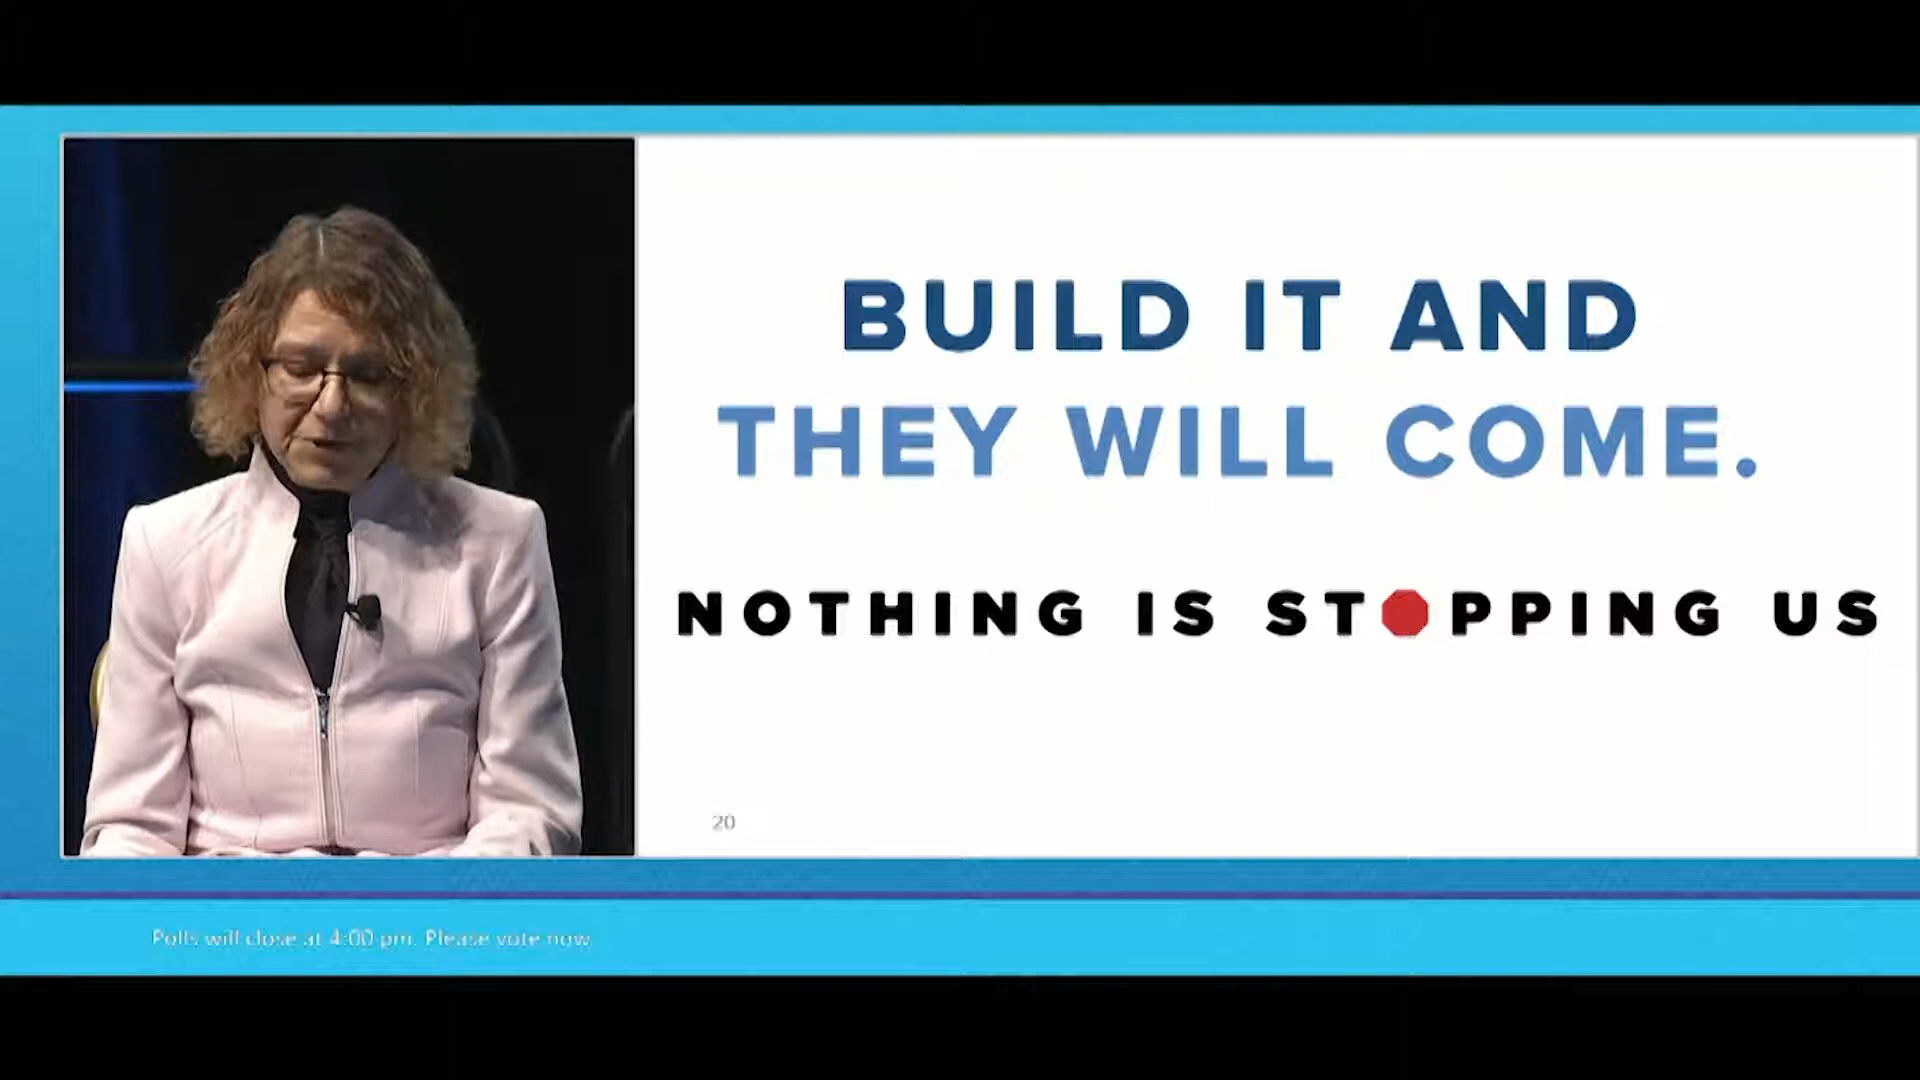 BUILD IT AND
THEY WILL COME.
NOTHING IS STOPPING US
20
Polls will close at 4:00 pm. Please vote now